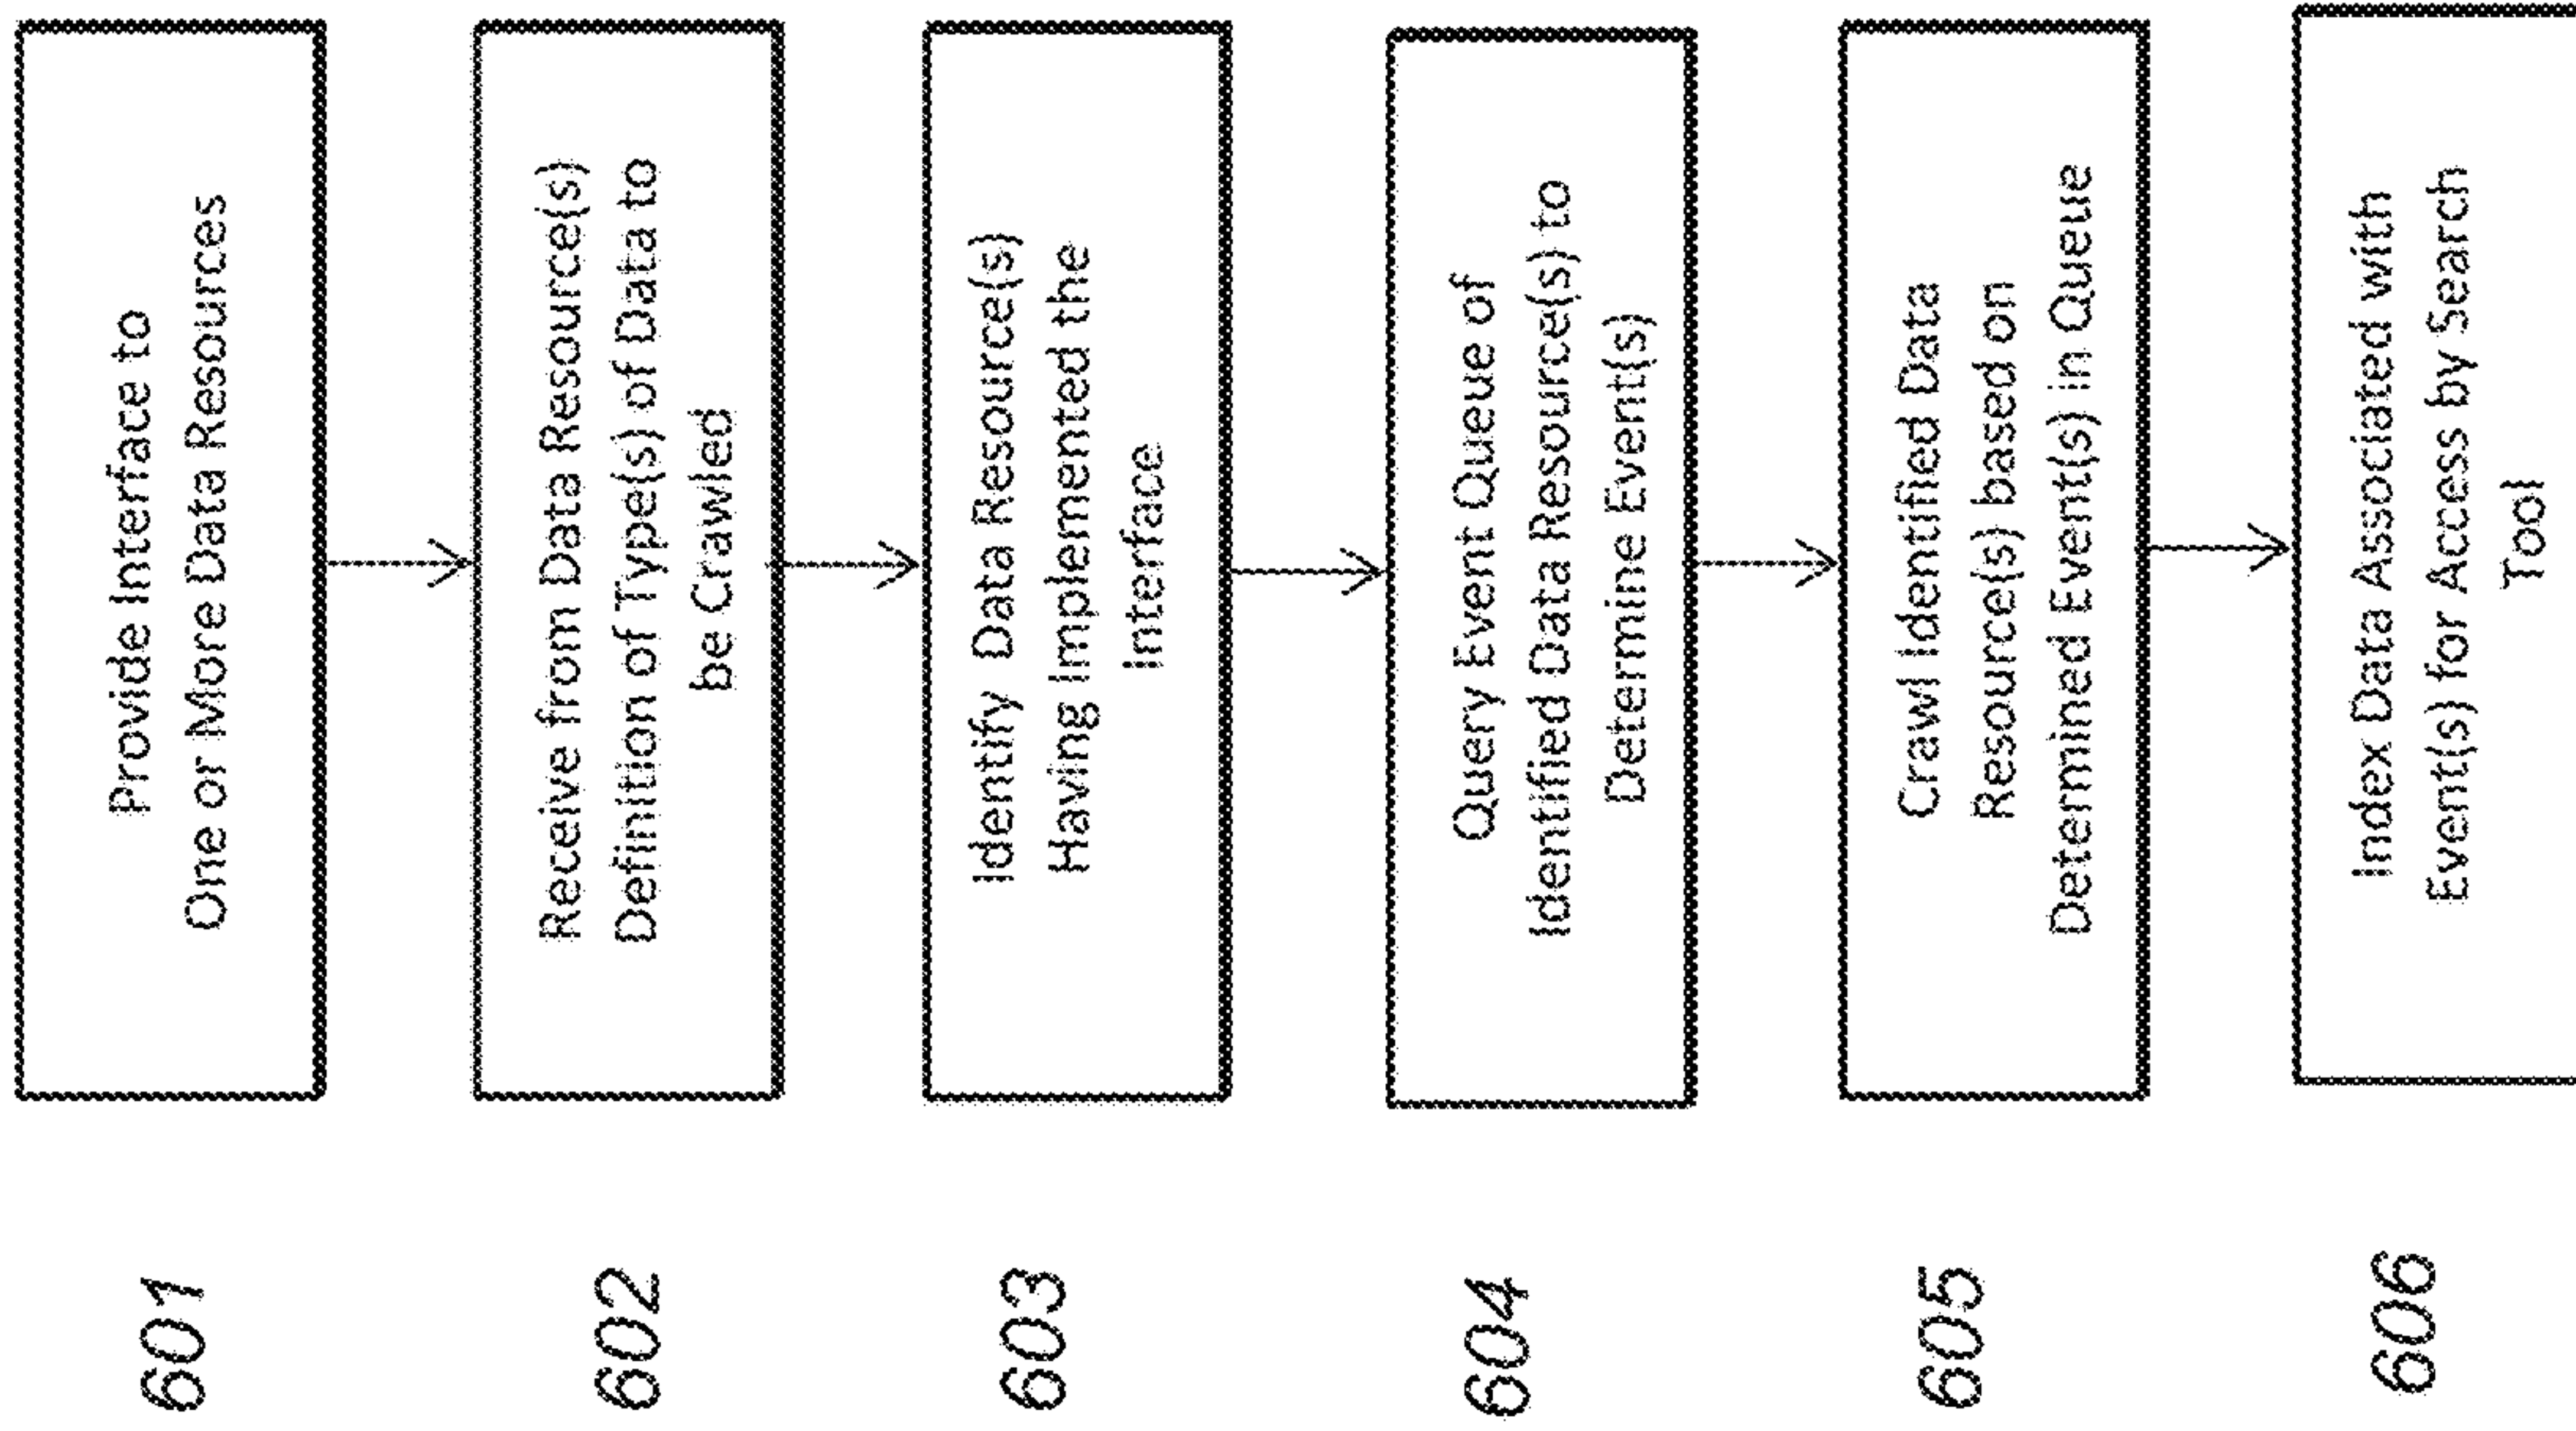 601
Provide Interface to
One or More Data Resources
602
Receive from Data Resource(s)
Definition of Type(s) of Data to
be Crawled
603
Identify Data Resource(s)
Having Implemented the
Interface
604
Query Event Queue of
Identified Data Resource(s) to
Determine Event(s)
605
Crawl Identified Data
Resource(s) based on
Determined Event(s) in Queue
606
Index Data Associated with
Event(s) for Access by Search
Tool